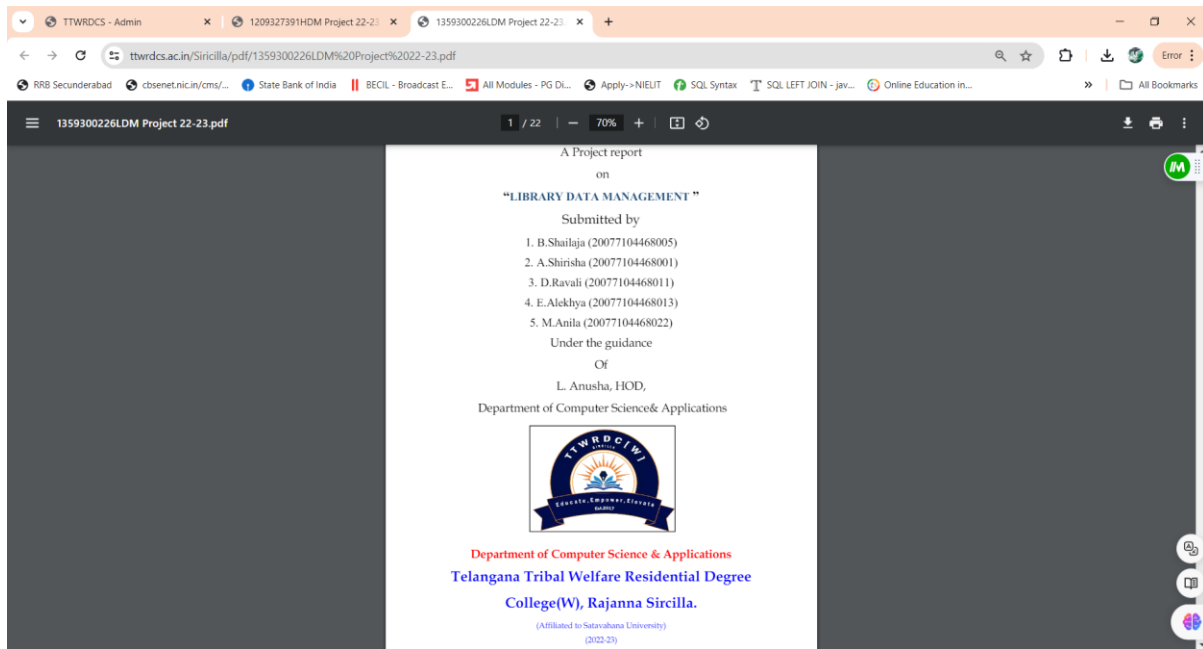 TTWRDCS - Admin
1209327391HDM Project 22-23
1359300226LDM Project 22-23.
ttwrdcs.ac.in/Siricilla/pdf/1359300226LDM%20Project%2022-23.pdf
Error
RRB Secunderabad
cbsenet.nic.in/cms/...
State Bank of India
BECIL - Broadcast E...
All Modules - PG Di...
Apply->NIELIT
SQL Syntax
SQL LEFT JOIN - jav...
Online Education in...
»
All Bookmarks
1359300226LDM Project 22-23.pdf
1 / 22
70%
A Project report
on
“LIBRARY DATA MANAGEMENT ”
Submitted by
1. B.Shailaja (20077104468005)
2. A.Shirisha (20077104468001)
3. D.Ravali (20077104468011)
4. E.Alekhya (20077104468013)
5. M.Anila (20077104468022)
Under the guidance
Of
L. Anusha, HOD,
Department of Computer Science& Applications
TTWRDC[W]
SIRCILLA
Educate,Empower,Elevate
Est.2017
Department of Computer Science & Applications
Telangana Tribal Welfare Residential Degree
College(W), Rajanna Sircilla.
(Affiliated to Satavahana University)
(2022-23)